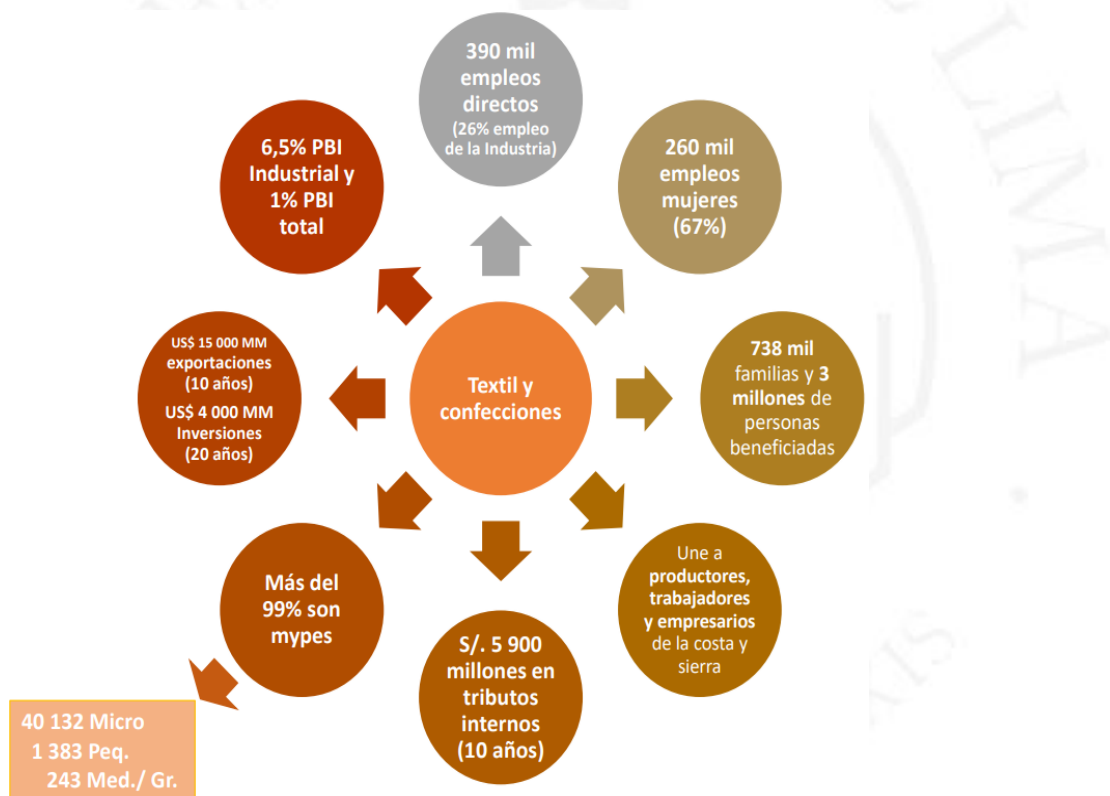 390 mil
empleos
directos
(26% empleo
de la Industria)
260 mil
empleos
mujeres
(67%)
738 mil
familias y 3
millones de
personas
beneficiadas
Une a
productores,
trabajadores
y empresarios
de la costa y
sierra
S/. 5 900
millones en
tributos
internos
(10 años)
Más del
99% son
mypes
40 132 Micro
1 383 Peq.
243 Med./ Gr.
US$ 15 000 MM
exportaciones
(10 años)
US$ 4 000 MM
Inversiones
(20 años)
6,5% PBI
Industrial y
1% PBI
total
Textil y
confecciones
LIMA